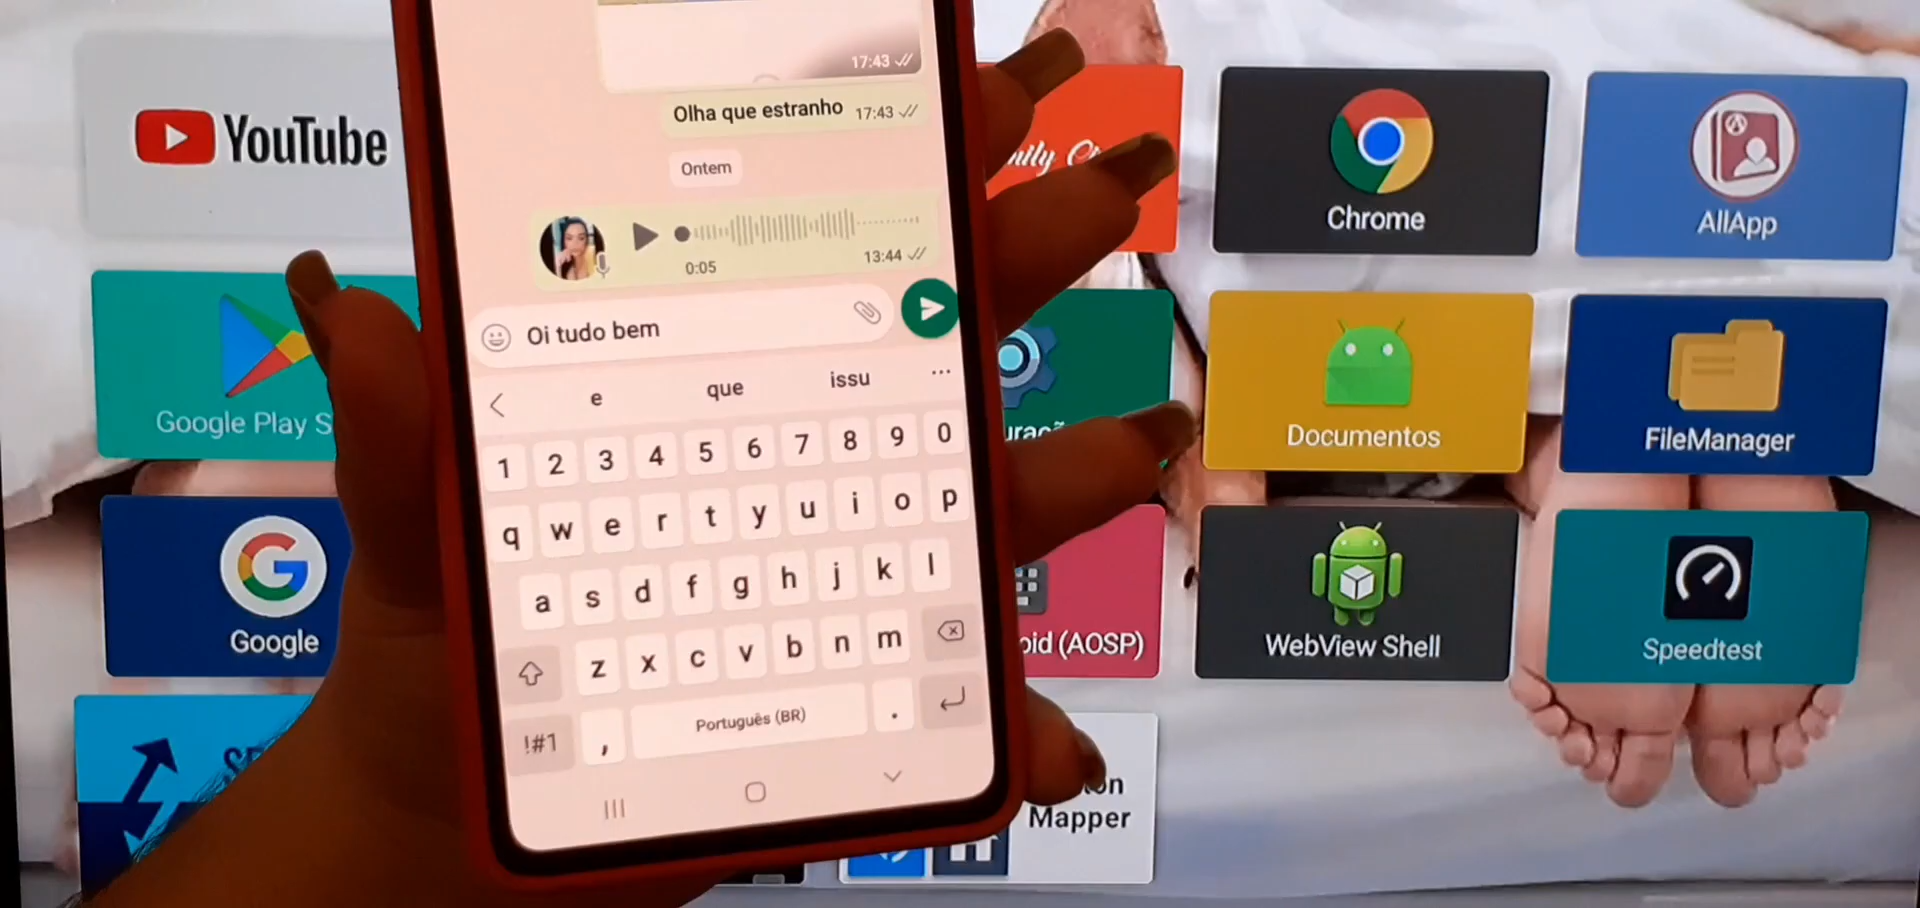 YouTube
Google Play S
Google
17:43
Olha que estranho 17:43
Ontem
0:05
13:44
Oi tudo bem
e que issu ...
1 2 3 4 5 6 7 8 9 0
q w e r t y u i o p
a s d f g h j k l
z x c v b n m
!#1 , Português (BR) .
Chrome
AllApp
Documentos
FileManager
oid (AOSP)
WebView Shell
Speedtest
on
Mapper